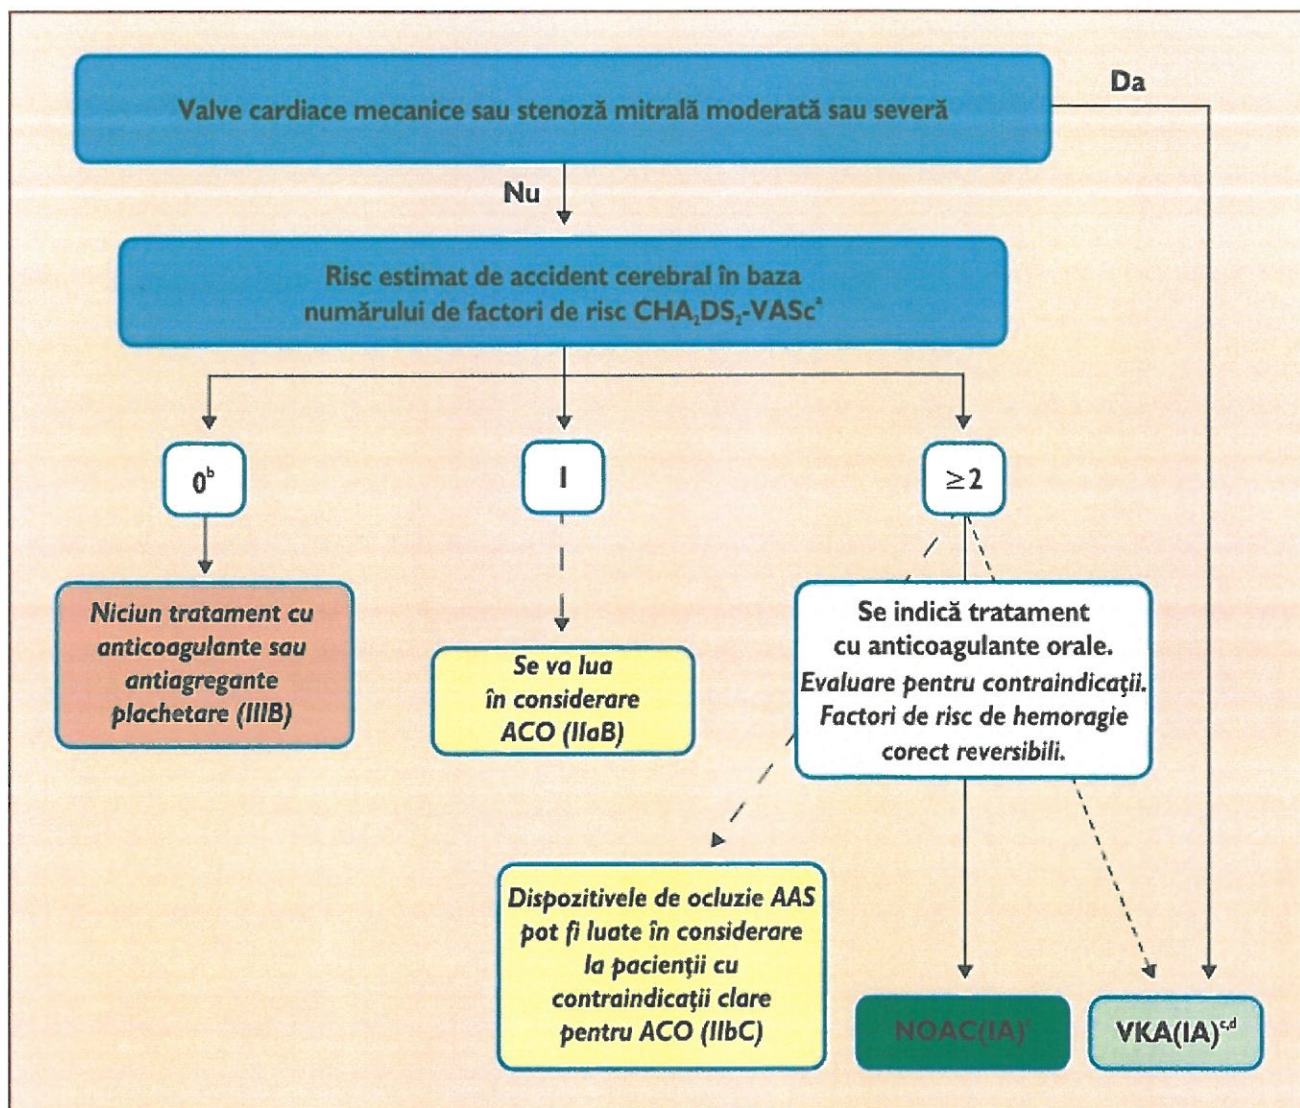 Valve cardiace mecanice sau stenoză mitrală moderată sau severă
Da
Nu
Risc estimat de accident cerebral în baza
numărului de factori de risc CHA₂DS₂-VAScᵃ
0ᵇ
1
≥2
Niciun tratament cu
anticoagulante sau
antiagregante
plachetare (IIIB)
Se va lua
în considerare
ACO (IIaB)
Se indică tratament
cu anticoagulante orale.
Evaluare pentru contraindicații.
Factori de risc de hemoragie
corect reversibili.
Dispozitivele de ocluzie AAS
pot fi luate în considerare
la pacienții cu
contraindicații clare
pentru ACO (IIbC)
NOAC(IA)ᶜ
VKA(IA)ᶜ,ᵈ